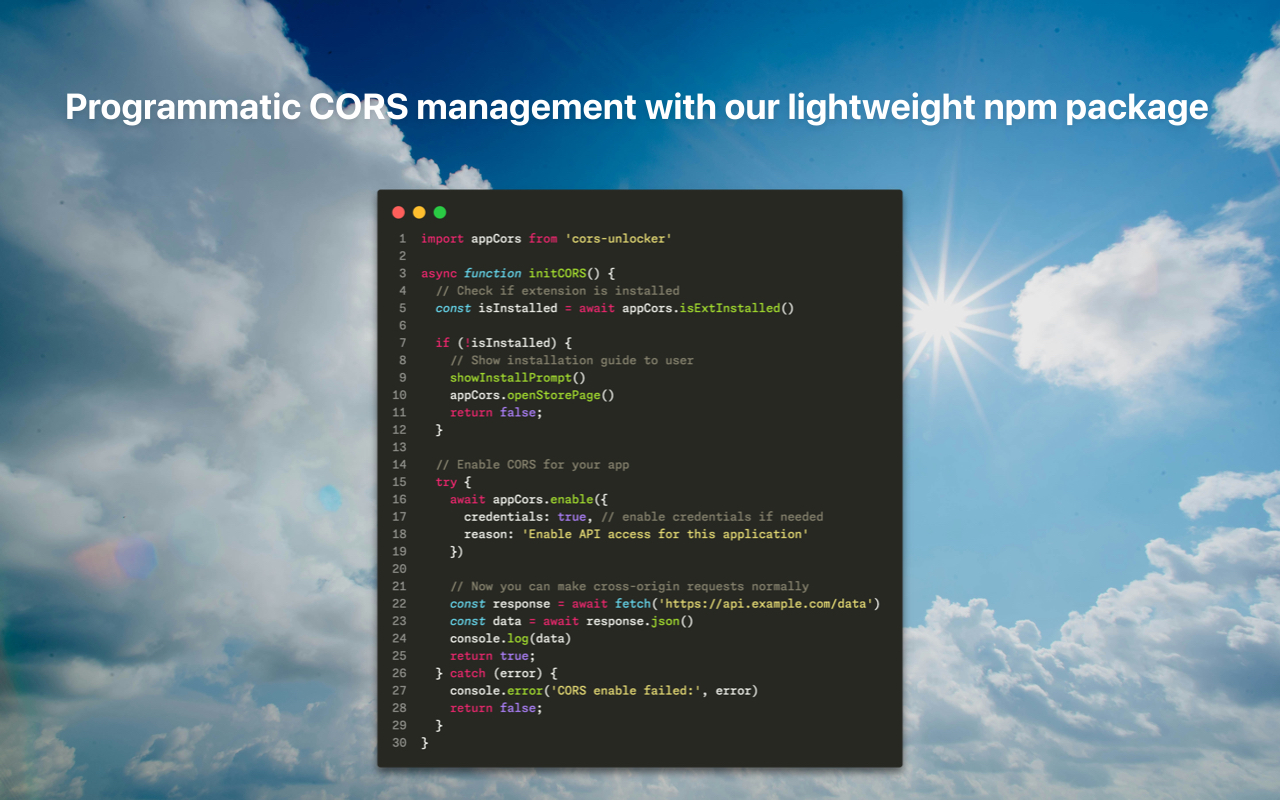 Programmatic CORS management with our lightweight npm package
1 import appCors from 'cors-unlocker'
2
3 async function initCORS() {
4   // Check if extension is installed
5   const isInstalled = await appCors.isExtInstalled()
6
7   if (!isInstalled) {
8     // Show installation guide to user
9     showInstallPrompt()
10     appCors.openStorePage()
11     return false;
12   }
13
14   // Enable CORS for your app
15   try {
16     await appCors.enable({
17       credentials: true, // enable credentials if needed
18       reason: 'Enable API access for this application'
19     })
20
21     // Now you can make cross-origin requests normally
22     const response = await fetch('https://api.example.com/data')
23     const data = await response.json()
24     console.log(data)
25     return true;
26   } catch (error) {
27     console.error('CORS enable failed:', error)
28     return false;
29   }
30 }